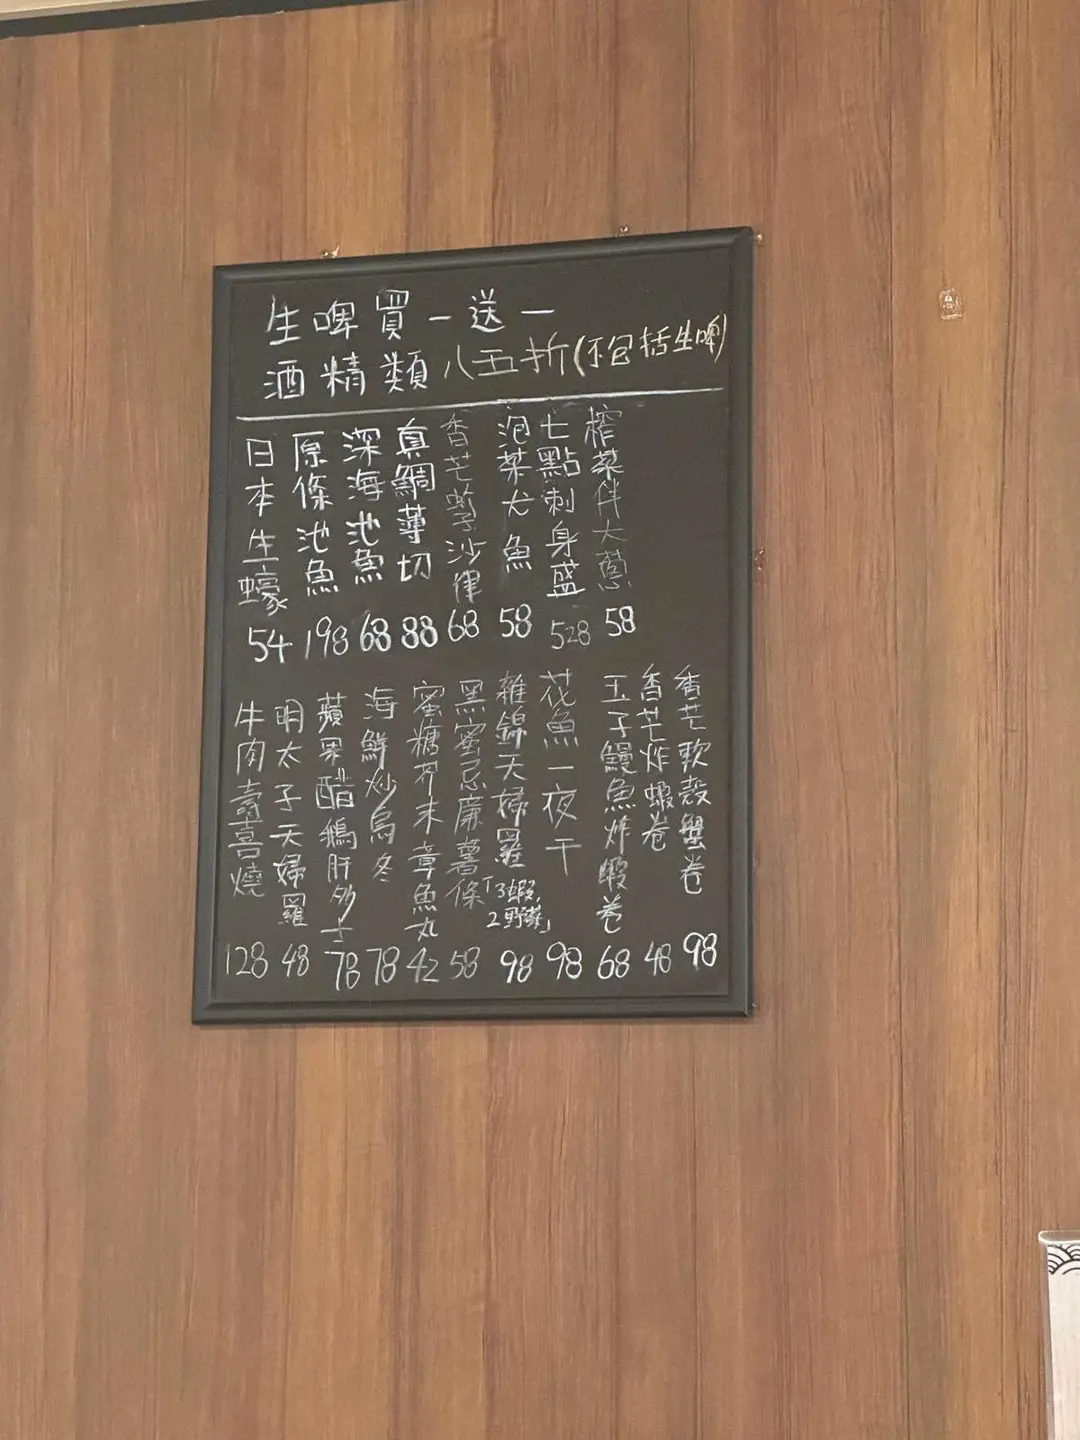 生啤買一送一
酒精類八五折(不包括生啤)
日本生蠔 54
原條池魚 198
深海池魚 68
真鯛薄切 88
香芒蟹子沙律 68
泡菜犬魚 58
七點刺身盛 528
榨菜伴大蔥 58
牛肉壽喜燒 128
明太子天婦羅 48
蘋果醋鵝肝多士 78
海鮮炒烏冬 78
蜜糖芥末章魚丸 42
黑蜜忌廉薯條 58
雜錦天婦羅「3蝦,2野菜」 98
花魚一夜干 98
玉子鰻魚炸蝦卷 68
香芒炸蝦卷 48
香芒軟殼蟹卷 98